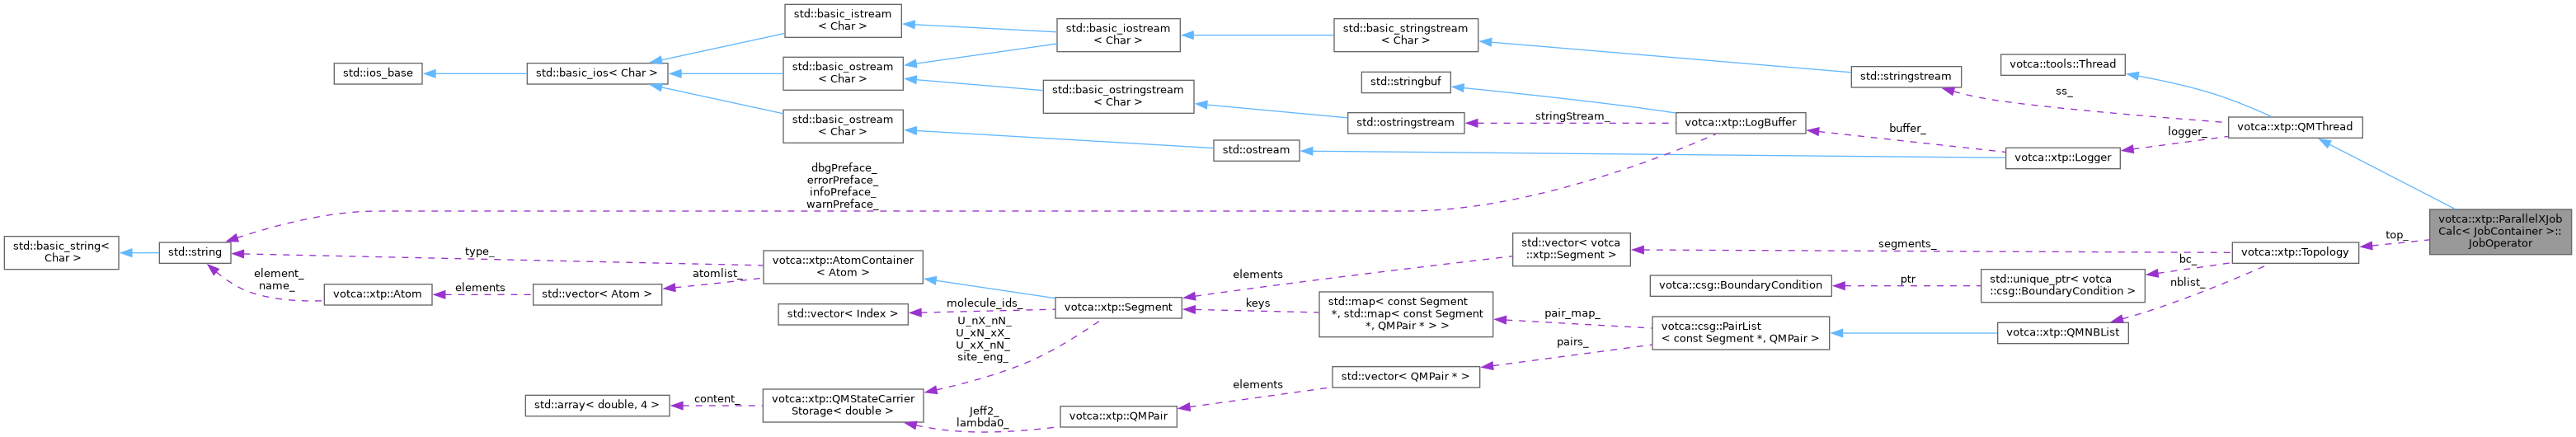 std::basic_istream
< Char >
std::basic_iostream
< Char >
std::basic_stringstream
< Char >
std::ios_base
std::basic_ios< Char >
std::basic_ostream
< Char >
std::stringbuf
std::stringstream
votca::tools::Thread
std::basic_ostringstream
< Char >
ss_
std::basic_ostream
< Char >
std::ostringstream
stringStream_
votca::xtp::LogBuffer
buffer_
logger_
votca::xtp::QMThread
std::ostream
votca::xtp::Logger
dbgPreface_
errorPreface_
infoPreface_
warnPreface_
votca::xtp::ParallelXJob
Calc< JobContainer >::
JobOperator
top_
std::basic_string<
Char >
std::string
type_
votca::xtp::AtomContainer
< Atom >
std::vector< votca
::xtp::Segment >
segments_
votca::xtp::Topology
bc_
element_
name_
votca::xtp::Atom
elements
std::vector< Atom >
atomlist_
elements
votca::csg::BoundaryCondition
ptr
std::unique_ptr< votca
::csg::BoundaryCondition >
nblist_
std::vector< Index >
molecule_ids_
votca::xtp::Segment
keys
std::map< const Segment
*, std::map< const Segment
*, QMPair * > >
pair_map_
votca::csg::PairList
< const Segment *, QMPair >
votca::xtp::QMNBList
U_nX_nN_
U_xN_xX_
U_xX_nN_
site_eng_
pairs_
std::vector< QMPair * >
elements
std::array< double, 4 >
content_
votca::xtp::QMStateCarrier
Storage< double >
Jeff2_
lambda0_
votca::xtp::QMPair